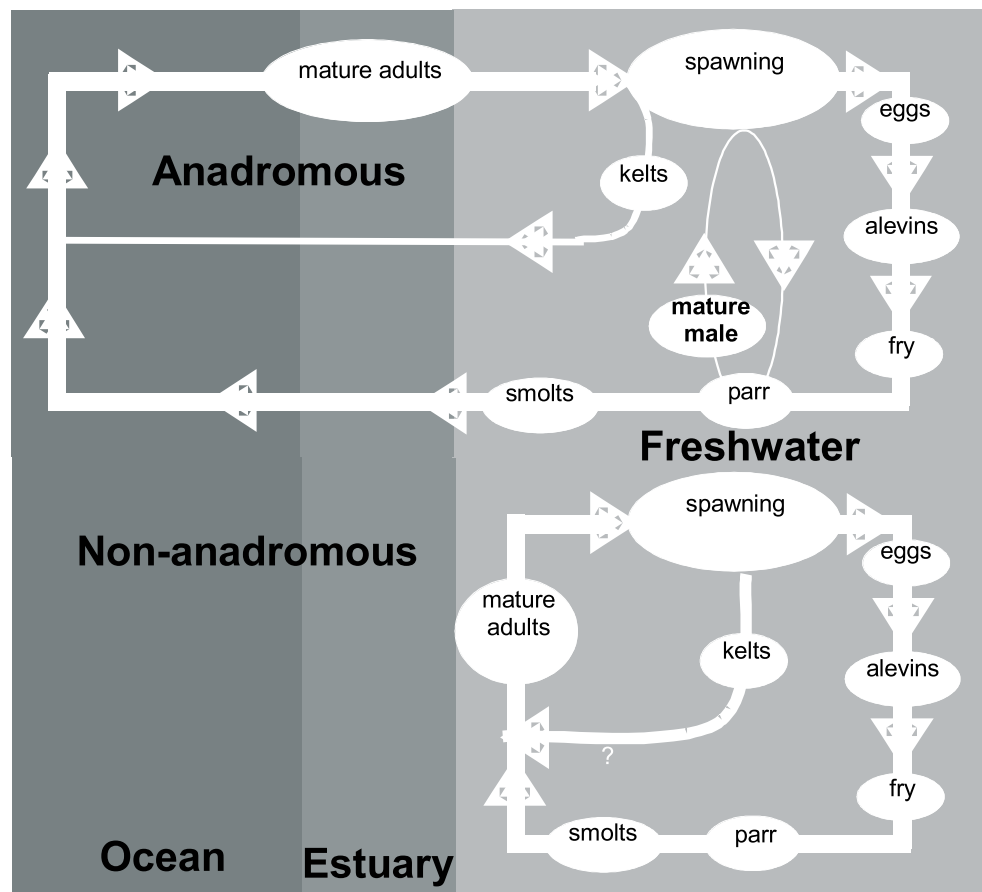 mature adults
spawning
eggs
Anadromous
kelts
alevins
mature
male
fry
smolts
parr
Freshwater
spawning
Non-anadromous
eggs
mature
adults
kelts
alevins
?
fry
smolts
parr
Ocean
Estuary